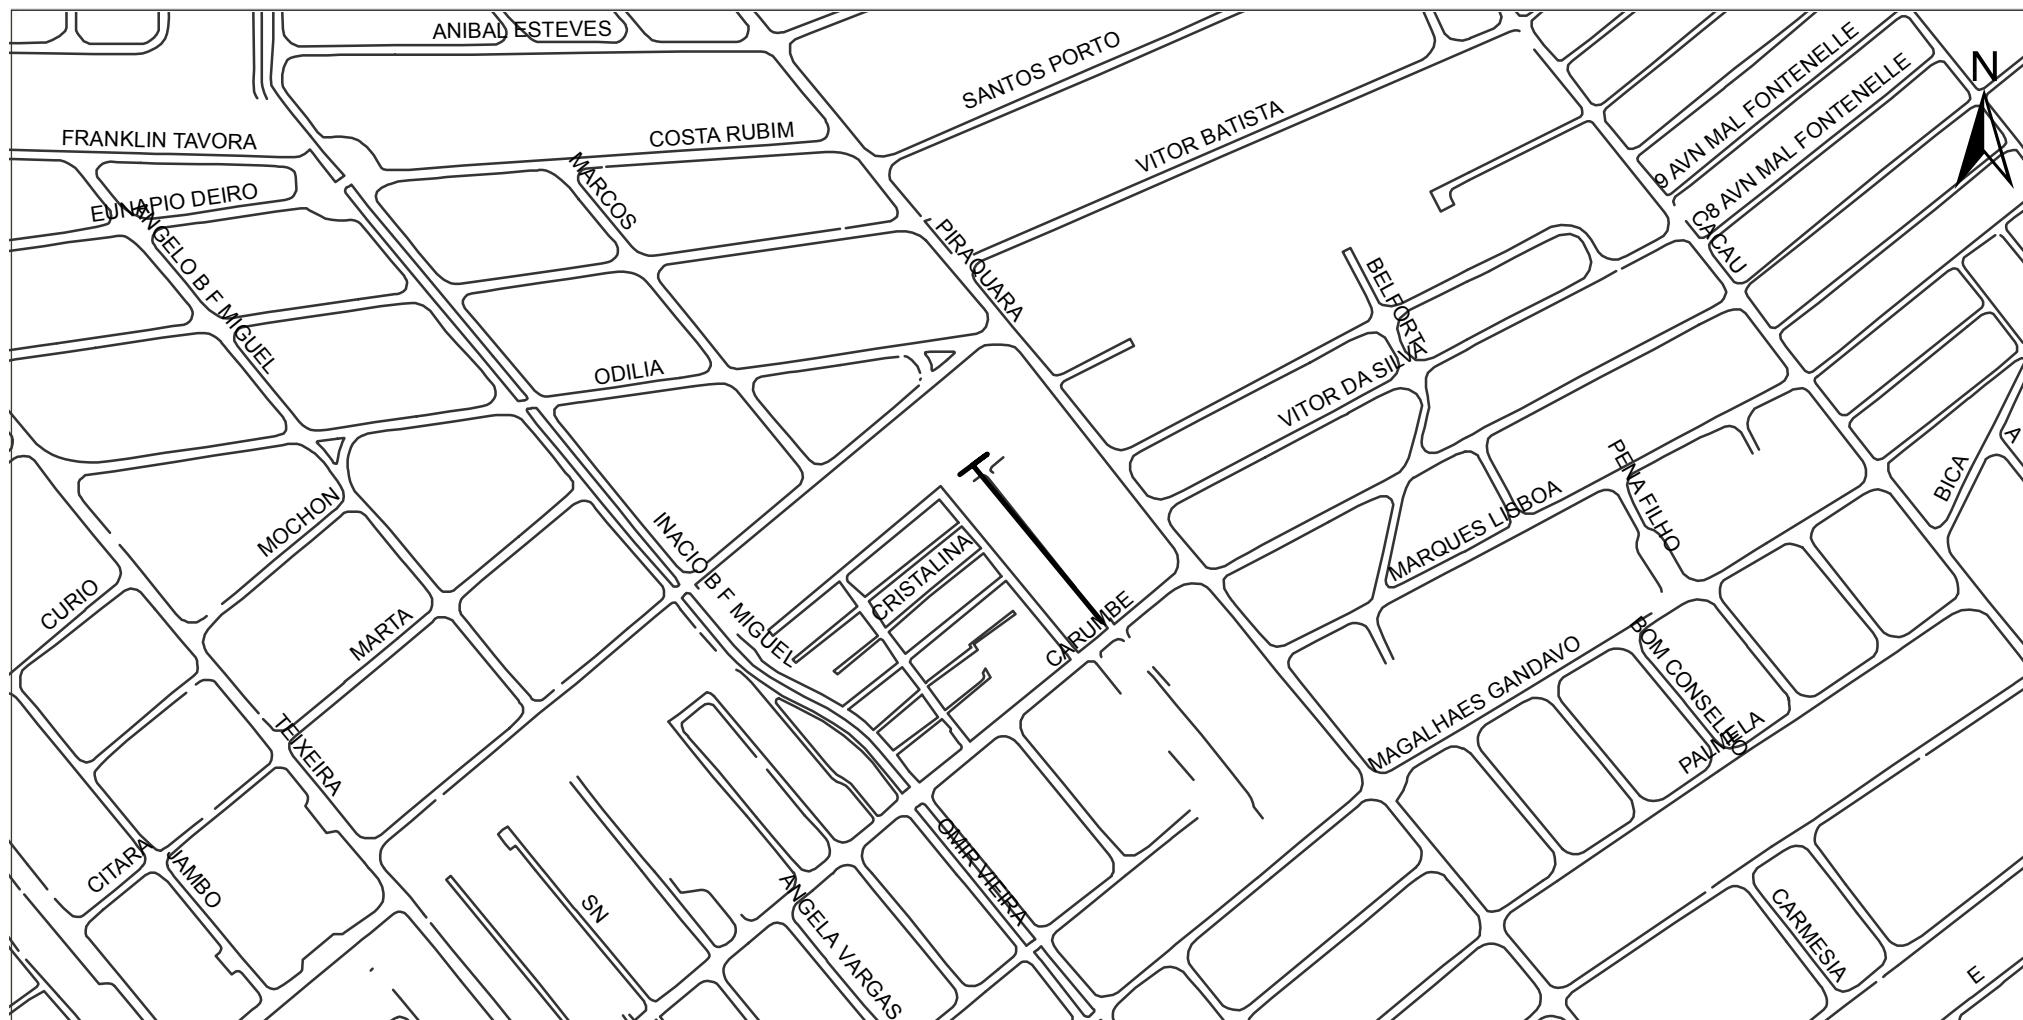 ANIBAL ESTEVES
SANTOS PORTO
9 AVN MAL FONTENELLE
8 AVN MAL FONTENELLE
N
FRANKLIN TAVORA
COSTA RUBIM
VITOR BATISTA
MARCOS
EUNAPIO DEIRO
ANGELO B F MIGUEL
PIRAQUARA
CACAU
BELFORT
ODILIA
VITOR DA SILVA
A
BICA
PENA FILHO
MARQUES LISBOA
MOCHON
INACIO B F MIGUEL
CRISTALINA
CURIO
MARTA
CARUMBE
BOM CONSELHO
MAGALHAES GANDAVO
PALMELA
TEIXEIRA
OMIR VIEIRA
CITARA
JAMBO
SN
ANGELA VARGAS
CARMESIA
E